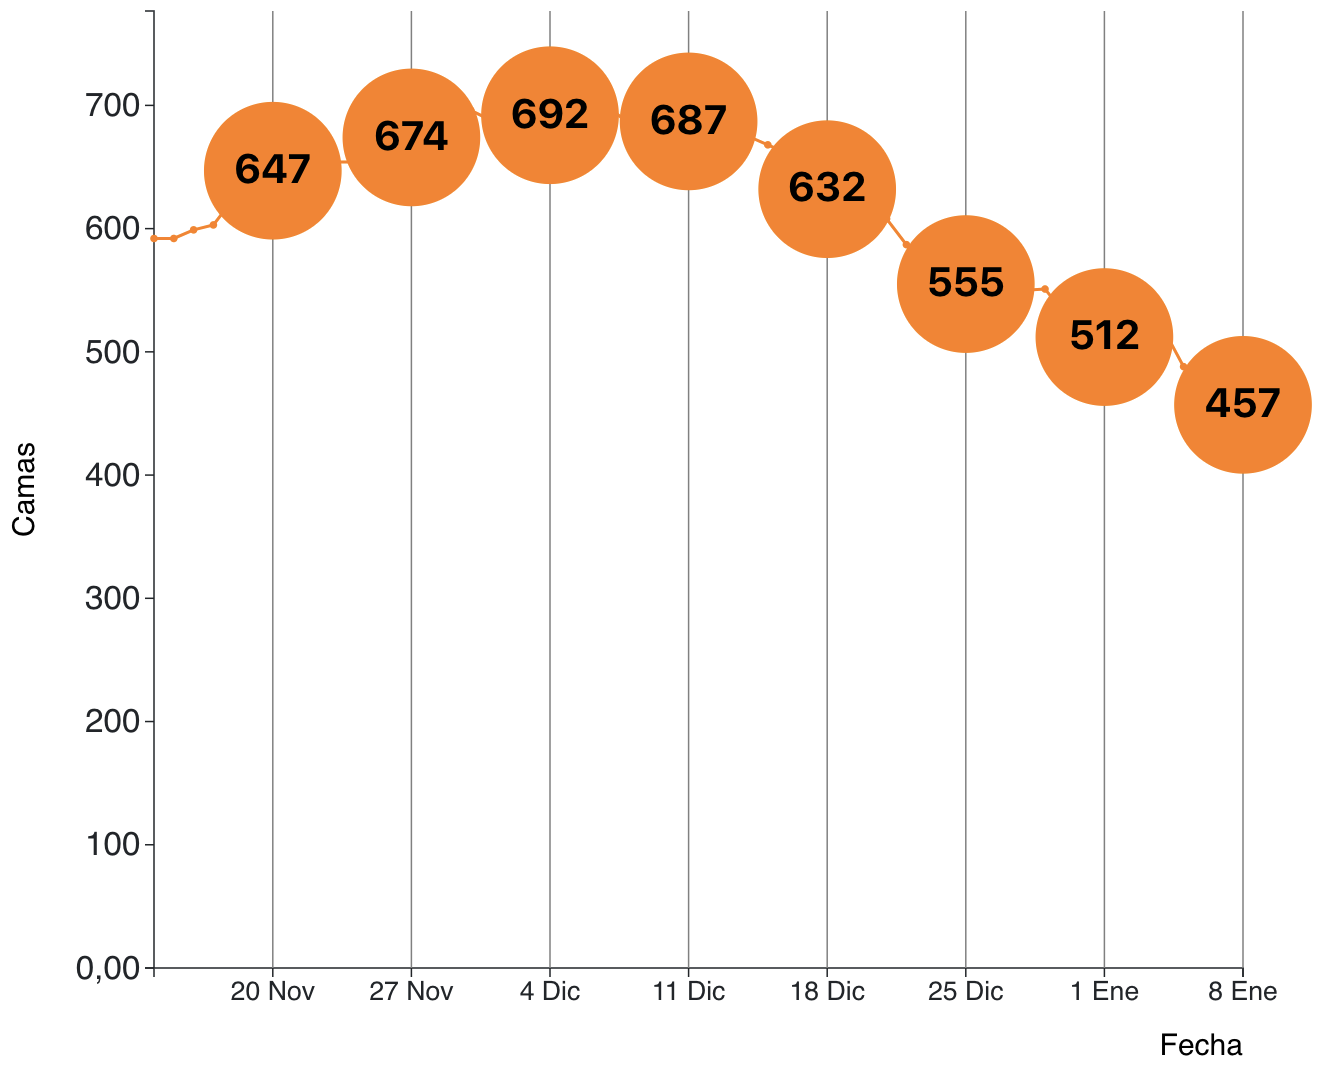 700
600
500
400
300
200
100
0,00
Camas
647
674
692
687
632
555
512
457
20 Nov
27 Nov
4 Dic
11 Dic
18 Dic
25 Dic
1 Ene
8 Ene
Fecha